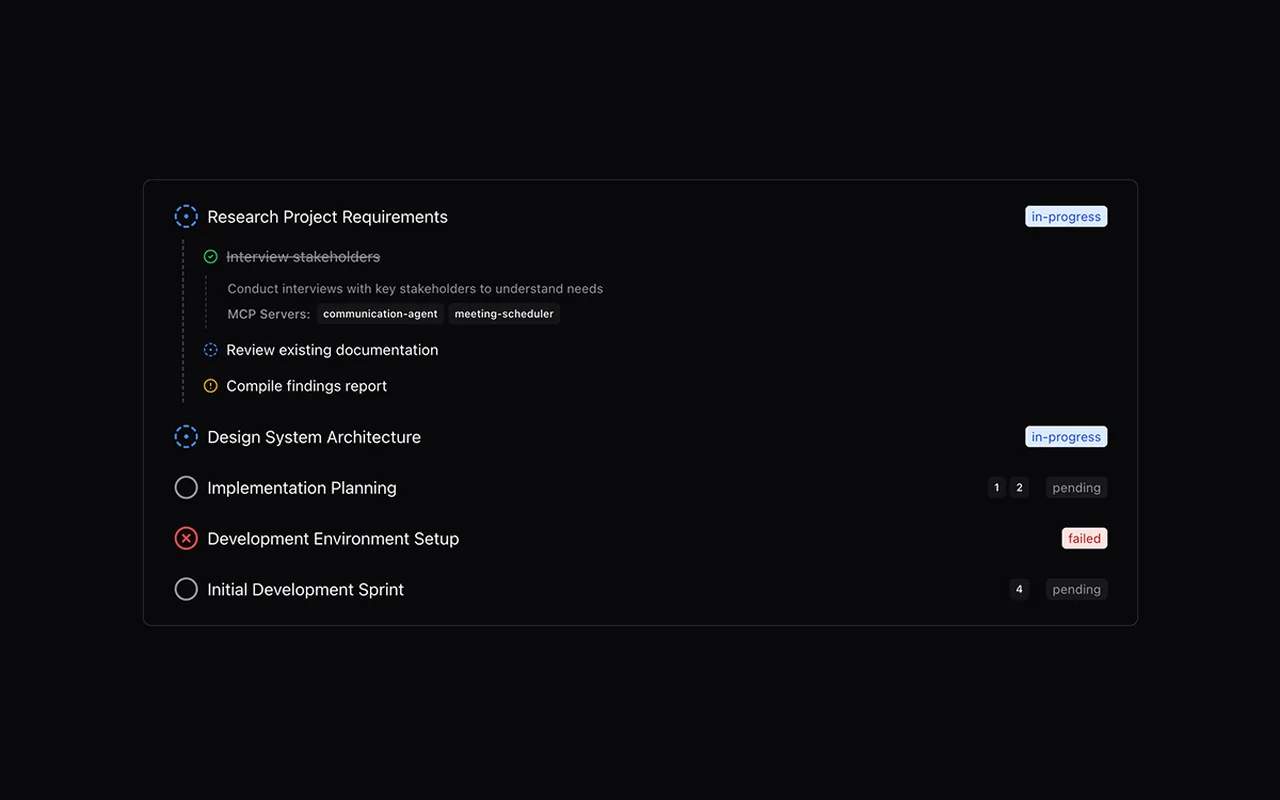 Research Project Requirements in-progress
Interview stakeholders
Conduct interviews with key stakeholders to understand needs
MCP Servers: communication-agent meeting-scheduler
Review existing documentation
Compile findings report
Design System Architecture in-progress
Implementation Planning 1 2 pending
Development Environment Setup failed
Initial Development Sprint 4 pending